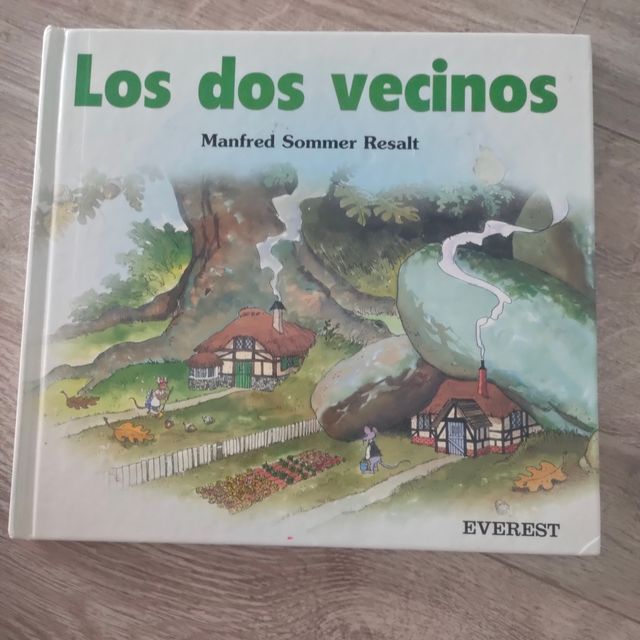 Los dos vecinos
Manfred Sommer Resalt
EVEREST